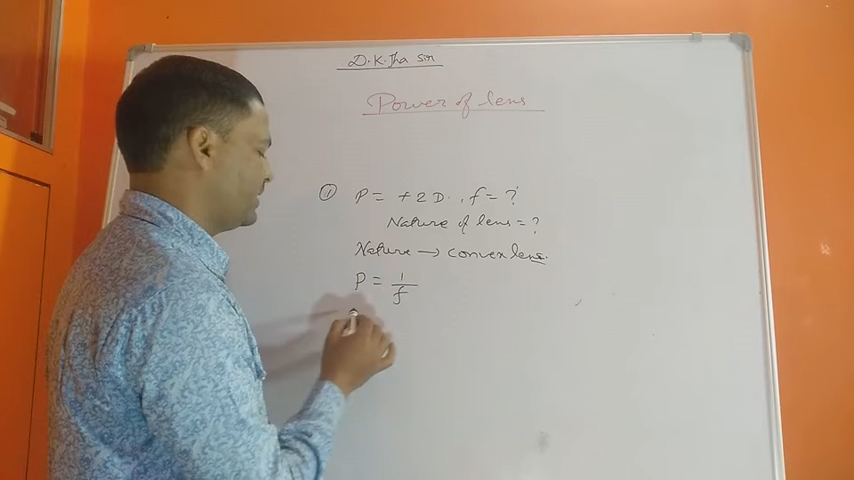 D.K.Jha sir
Power of lens
① P = +2D., f = ?
Nature of lens = ?
Nature → convex lens.
P = 1/f